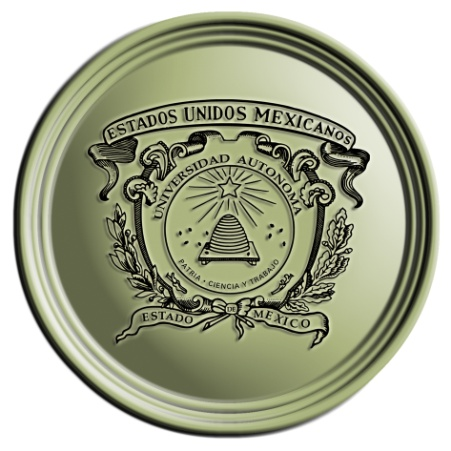 ESTADOS UNIDOS MEXICANOS
UNIVERSIDAD AUTONOMA
PATRIA · CIENCIA Y TRABAJO
ESTADO DE MEXICO